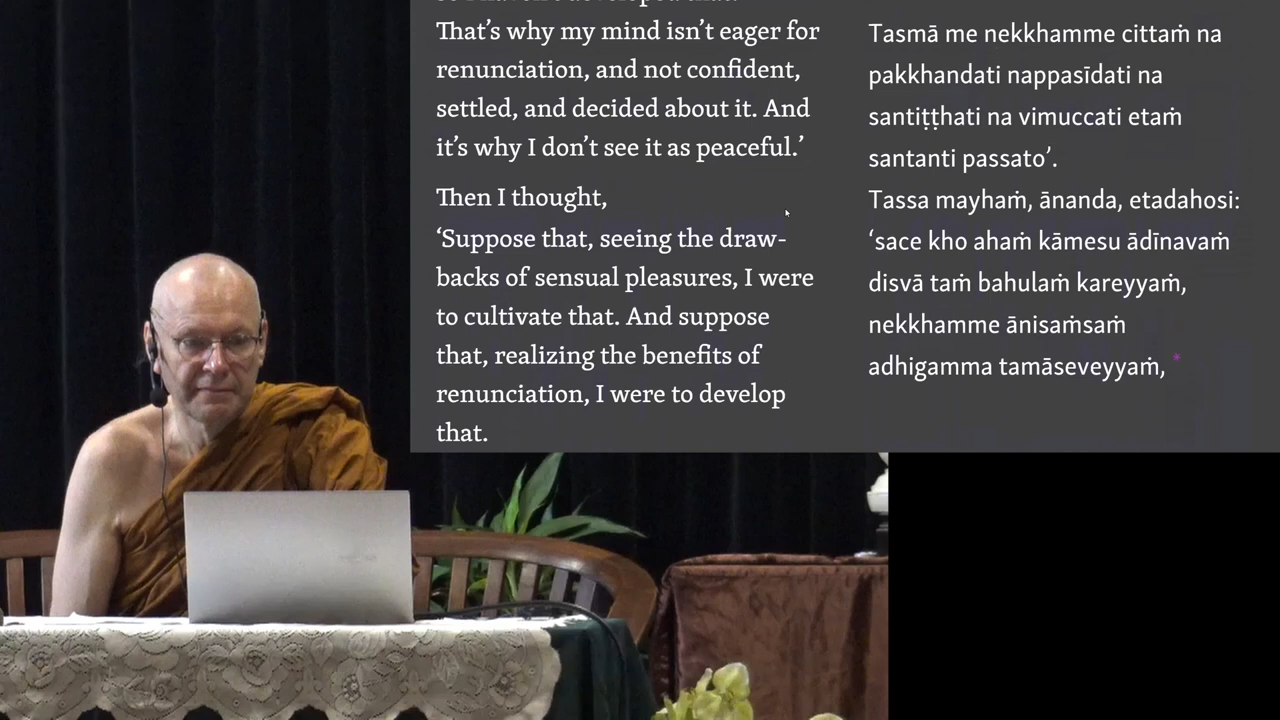 That’s why my mind isn’t eager for
renunciation, and not confident,
settled, and decided about it. And
it’s why I don’t see it as peaceful.’
Then I thought,
‘Suppose that, seeing the draw-
backs of sensual pleasures, I were
to cultivate that. And suppose
that, realizing the benefits of
renunciation, I were to develop
that.
Tasmā me nekkhamme cittaṁ na
pakkhandati nappasīdati na
santiṭṭhati na vimuccati etaṁ
santanti passato’.
Tassa mayhaṁ, ānanda, etadahosi:
‘sace kho ahaṁ kāmesu ādīnavaṁ
disvā taṁ bahulaṁ kareyyaṁ,
nekkhamme ānisaṁsaṁ
adhigamma tamāseveyyaṁ,